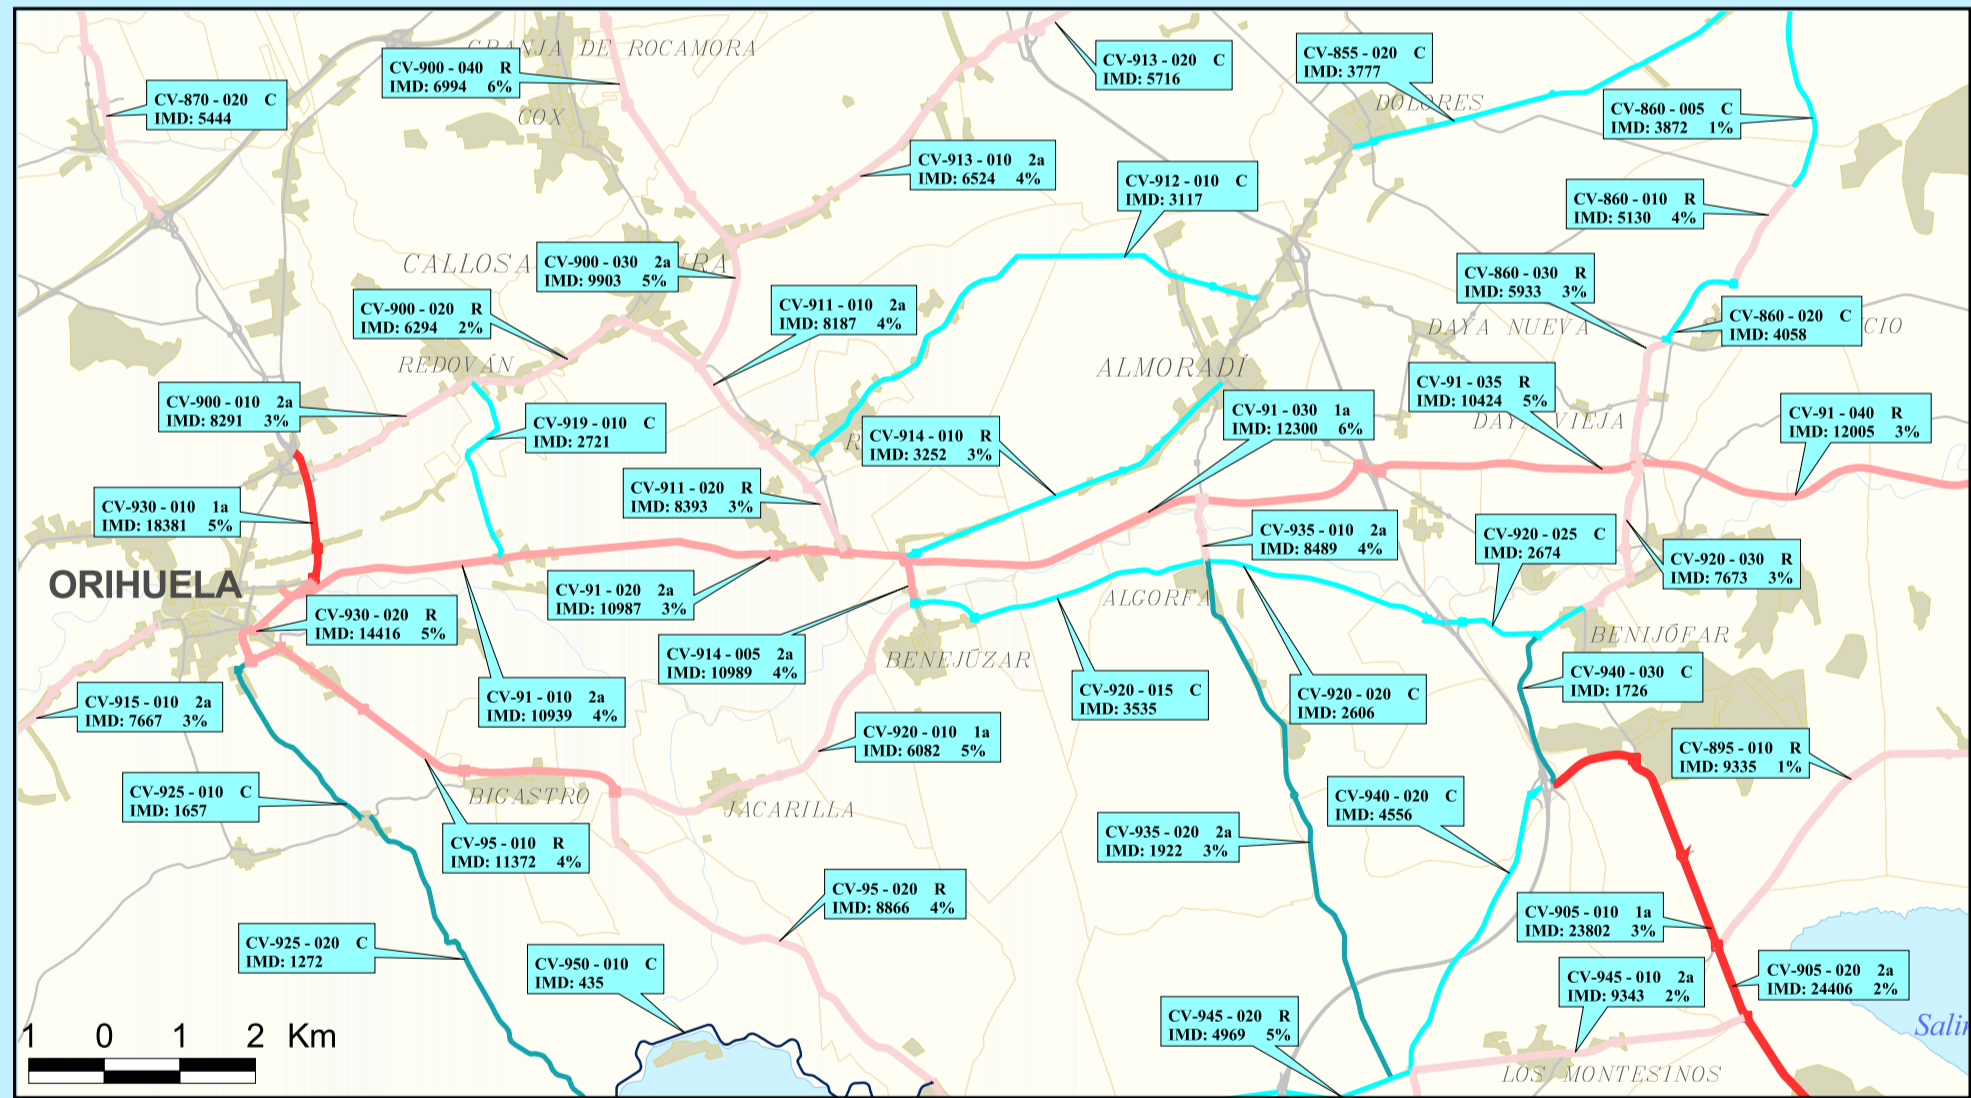 GRANJA DE ROCAMORA
CV-900 - 040 R
IMD: 6994 6%
CV-913 - 020 C
IMD: 5716
CV-855 - 020 C
IMD: 3777
CV-870 - 020 C
IMD: 5444
COX
DOLORES
CV-860 - 005 C
IMD: 3872 1%
CV-913 - 010 2a
IMD: 6524 4%
CV-912 - 010 C
IMD: 3117
CV-860 - 010 R
IMD: 5130 4%
CALLOSA
URA
CV-900 - 030 2a
IMD: 9903 5%
CV-860 - 030 R
IMD: 5933 3%
CV-900 - 020 R
IMD: 6294 2%
CV-911 - 010 2a
IMD: 8187 4%
DAYA NUEVA
CV-860 - 020 C
IMD: 4058
CIO
REDOVÁN
ALMORADÍ
CV-900 - 010 2a
IMD: 8291 3%
CV-919 - 010 C
IMD: 2721
CV-914 - 010 R
IMD: 3252 3%
CV-91 - 030 1a
IMD: 12300 6%
CV-91 - 035 R
IMD: 10424 5%
DAYA VIEJA
CV-91 - 040 R
IMD: 12005 3%
R
CV-930 - 010 1a
IMD: 18381 5%
CV-911 - 020 R
IMD: 8393 3%
CV-935 - 010 2a
IMD: 8489 4%
CV-920 - 025 C
IMD: 2674
CV-920 - 030 R
IMD: 7673 3%
ORIHUELA
CV-930 - 020 R
IMD: 14416 5%
CV-91 - 020 2a
IMD: 10987 3%
ALGORFA
CV-914 - 005 2a
IMD: 10989 4%
BENEJÚZAR
BENIJÓFAR
CV-915 - 010 2a
IMD: 7667 3%
CV-91 - 010 2a
IMD: 10939 4%
CV-920 - 015 C
IMD: 3535
CV-920 - 020 C
IMD: 2606
CV-940 - 030 C
IMD: 1726
CV-920 - 010 1a
IMD: 6082 5%
CV-895 - 010 R
IMD: 9335 1%
CV-925 - 010 C
IMD: 1657
BIGASTRO
JACARILLA
CV-940 - 020 C
IMD: 4556
CV-95 - 010 R
IMD: 11372 4%
CV-935 - 020 2a
IMD: 1922 3%
CV-95 - 020 R
IMD: 8866 4%
CV-905 - 010 1a
IMD: 23802 3%
CV-925 - 020 C
IMD: 1272
CV-950 - 010 C
IMD: 435
CV-945 - 010 2a
IMD: 9343 2%
CV-905 - 020 2a
IMD: 24406 2%
CV-945 - 020 R
IMD: 4969 5%
Salin
1 0 1 2 Km
LOS MONTESINOS